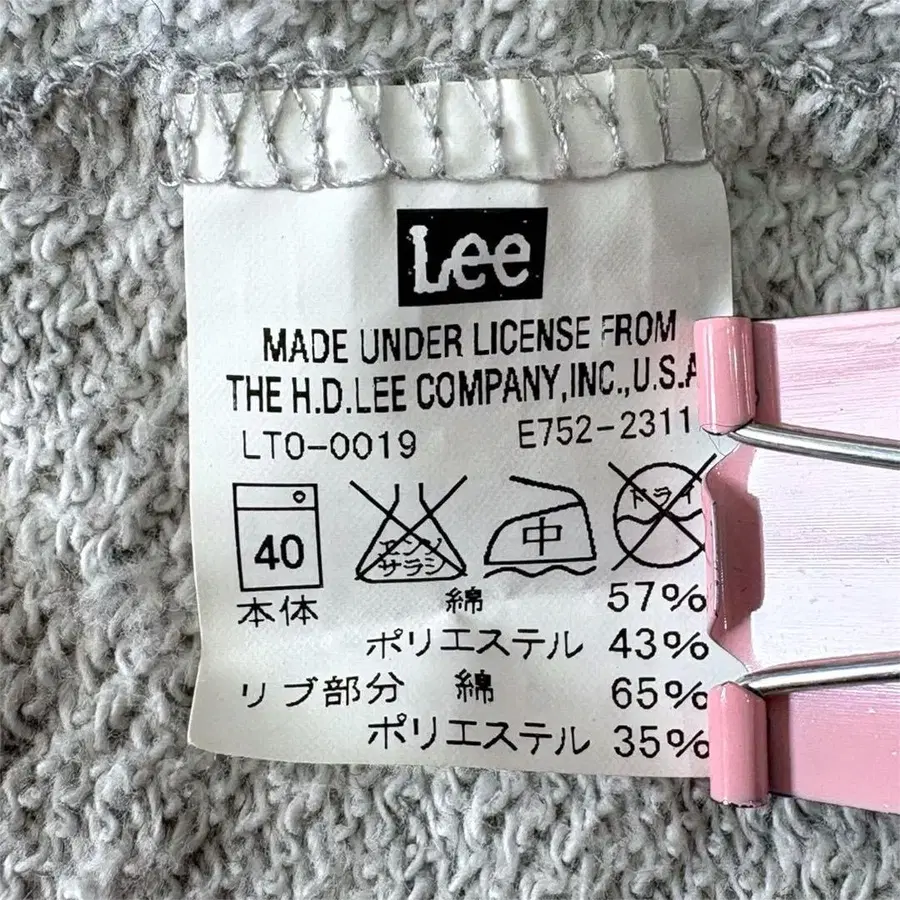 Lee
MADE UNDER LICENSE FROM
THE H.D.LEE COMPANY,INC.,U.S.A
LTO-0019 E752-2311
40 エンソサラシ 中 ドライ
本体 綿 57%
ポリエステル 43%
リブ部分 綿 65%
ポリエステル 35%